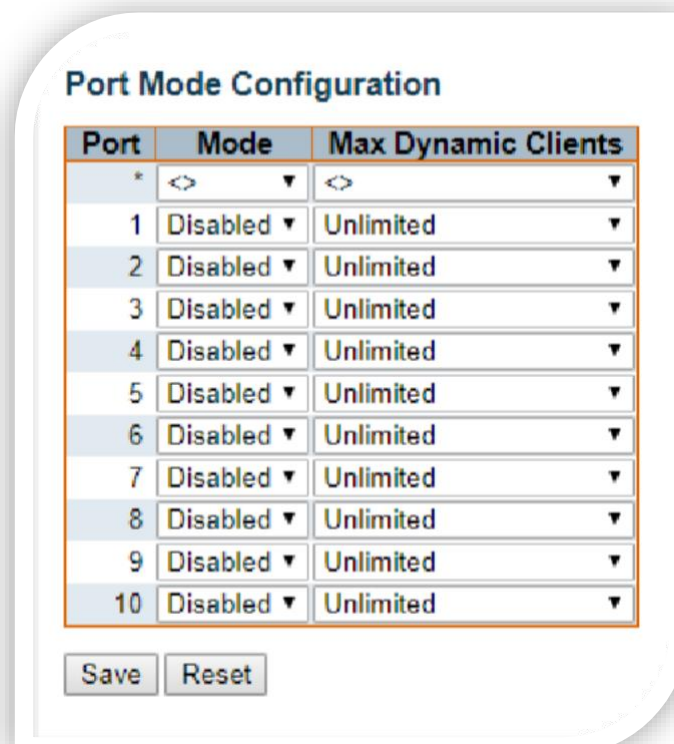 Port Mode Configuration
Port Mode Max Dynamic Clients
* <> <>
1 Disabled Unlimited
2 Disabled Unlimited
3 Disabled Unlimited
4 Disabled Unlimited
5 Disabled Unlimited
6 Disabled Unlimited
7 Disabled Unlimited
8 Disabled Unlimited
9 Disabled Unlimited
10 Disabled Unlimited
Save Reset